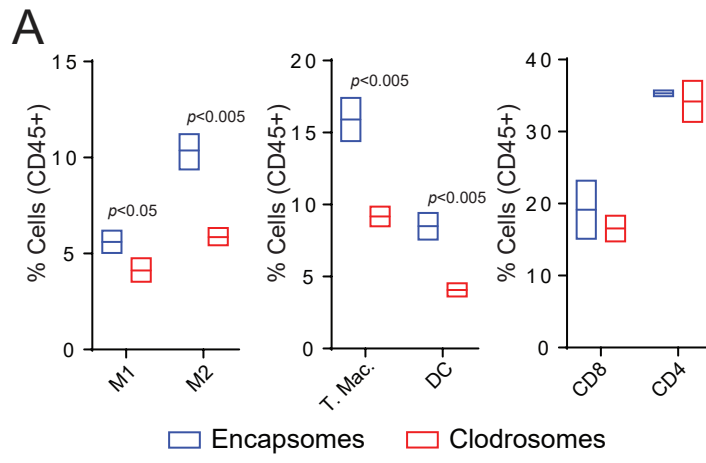 A
% Cells (CD45+)
15
10
5
0
p<0.05
p<0.005
M1
M2
% Cells (CD45+)
20
15
10
5
0
p<0.005
p<0.005
T. Mac.
DC
% Cells (CD45+)
40
30
20
10
0
CD8
CD4
Encapsomes
Clodrosomes